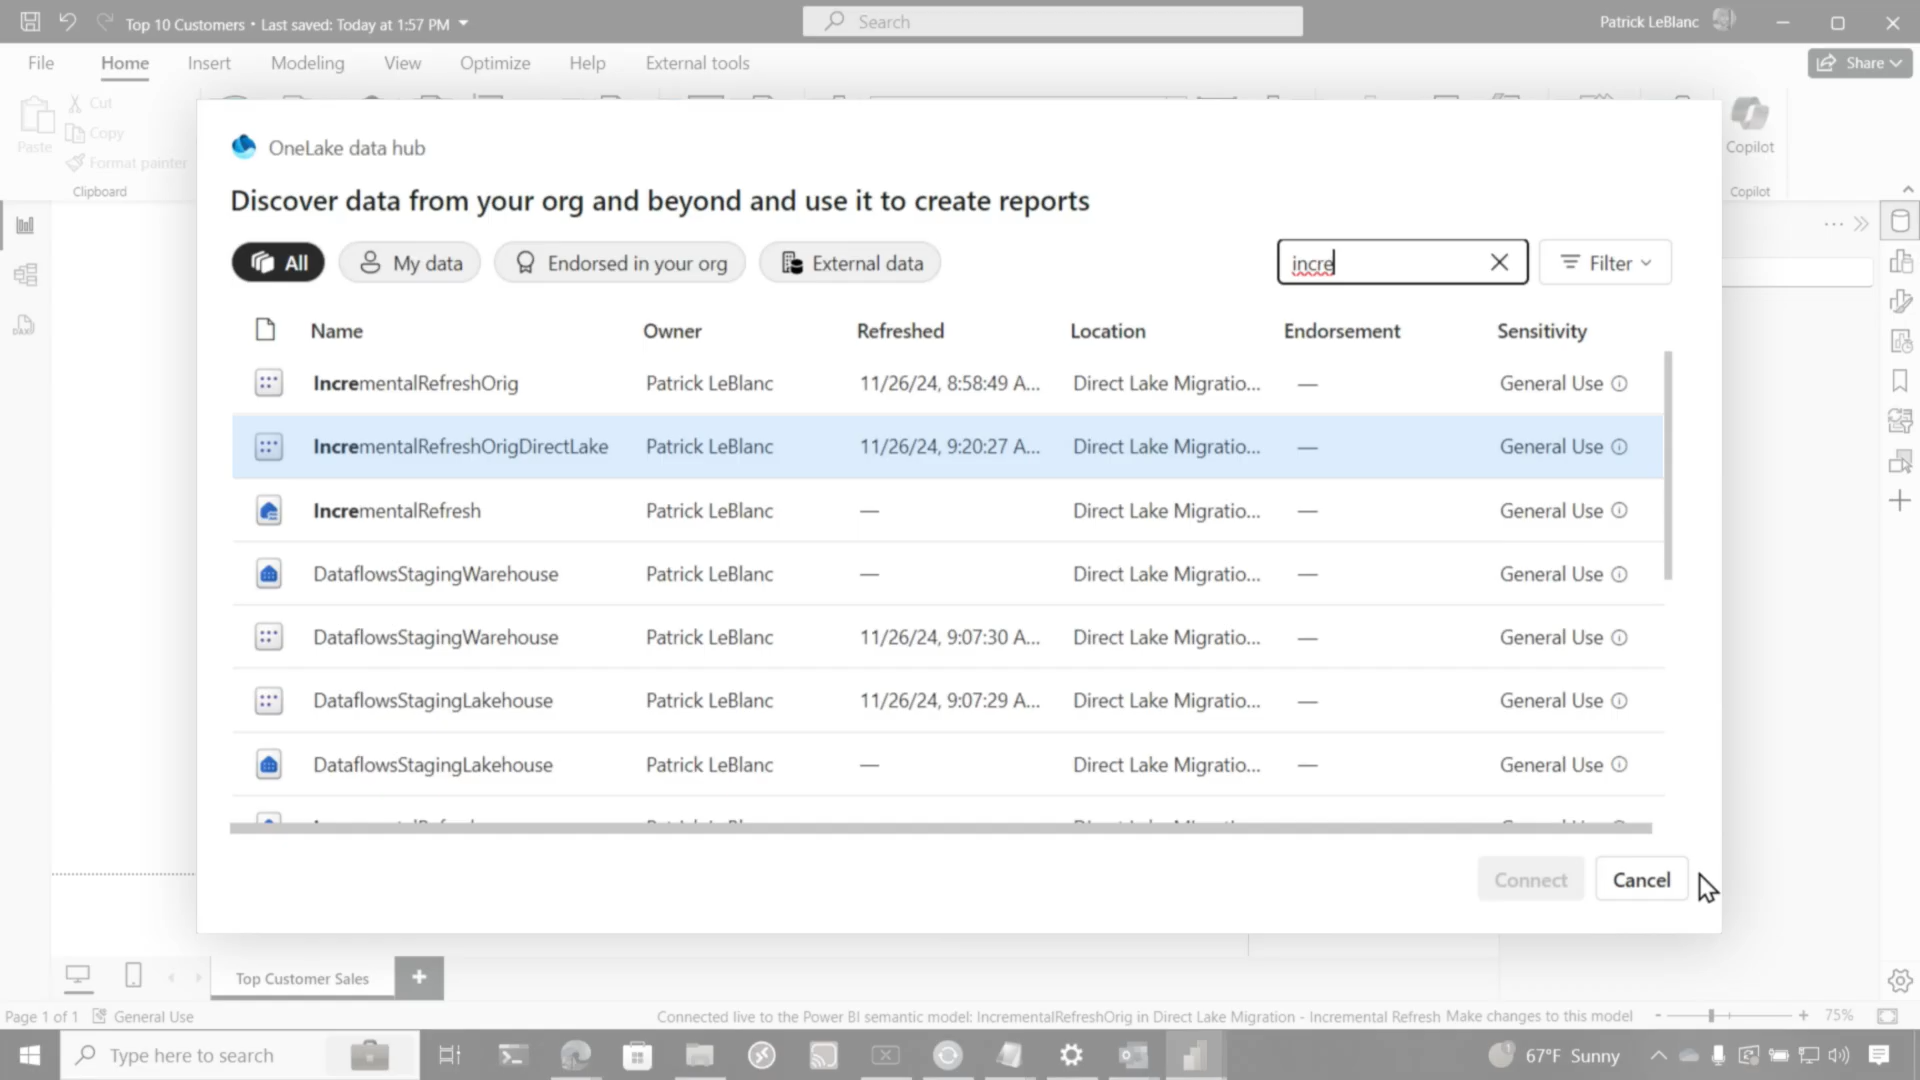 Top 10 Customers • Last saved: Today at 1:57 PM
Search
Patrick LeBlanc
File Home Insert Modeling View Optimize Help External tools
Share
Paste
Cut
Copy
Format painter
Clipboard
Copilot
Copilot
OneLake data hub
Discover data from your org and beyond and use it to create reports
All My data Endorsed in your org External data
incre
Filter
Name Owner Refreshed Location Endorsement Sensitivity
IncrementalRefreshOrig Patrick LeBlanc 11/26/24, 8:58:49 A... Direct Lake Migratio... — General Use
IncrementalRefreshOrigDirectLake Patrick LeBlanc 11/26/24, 9:20:27 A... Direct Lake Migratio... — General Use
IncrementalRefresh Patrick LeBlanc — Direct Lake Migratio... — General Use
DataflowsStagingWarehouse Patrick LeBlanc — Direct Lake Migratio... — General Use
DataflowsStagingWarehouse Patrick LeBlanc 11/26/24, 9:07:30 A... Direct Lake Migratio... — General Use
DataflowsStagingLakehouse Patrick LeBlanc 11/26/24, 9:07:29 A... Direct Lake Migratio... — General Use
DataflowsStagingLakehouse Patrick LeBlanc — Direct Lake Migratio... — General Use
Connect Cancel
Top Customer Sales
Page 1 of 1 General Use Connected live to the Power BI semantic model: IncrementalRefreshOrig in Direct Lake Migration - Incremental Refresh Make changes to this model 75%
Type here to search
67°F Sunny